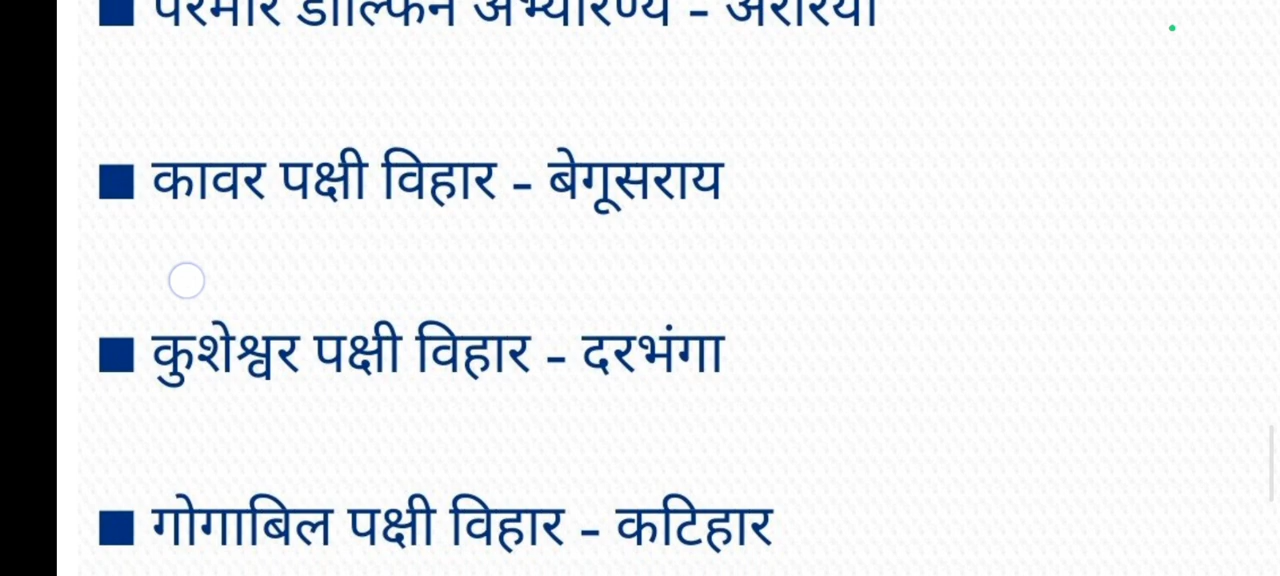 ■ परमार डॉल्फिन अभ्यारण्य - अररिया
■ कावर पक्षी विहार - बेगूसराय
■ कुशेश्वर पक्षी विहार - दरभंगा
■ गोगाबिल पक्षी विहार - कटिहार